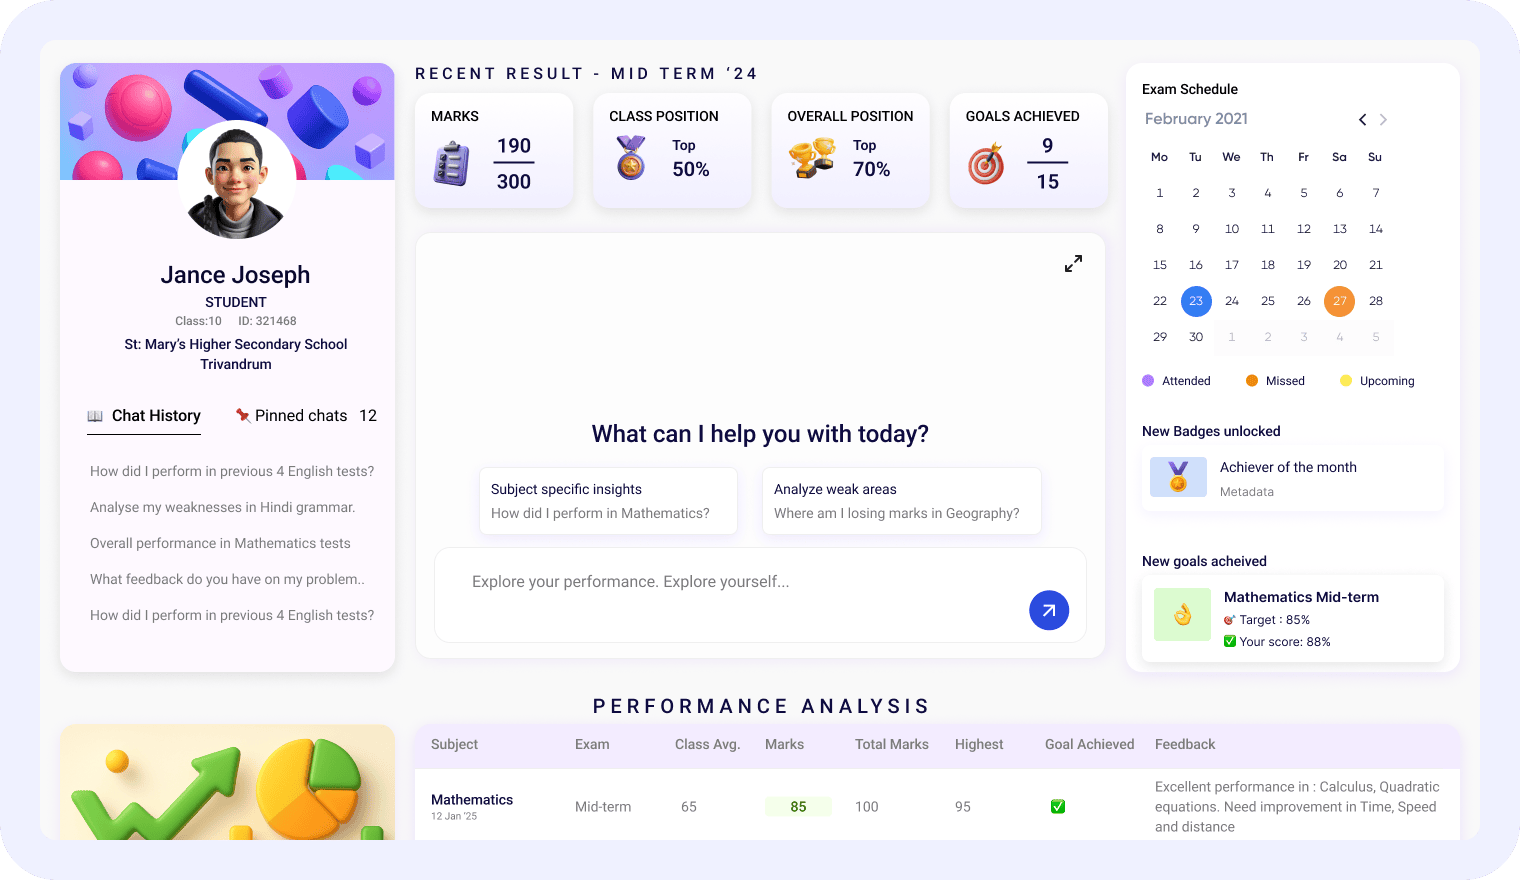 Jance Joseph
STUDENT
Class:10 ID: 321468
St: Mary's Higher Secondary School
Trivandrum
Chat History
Pinned chats 12
How did I perform in previous 4 English tests?
Analyse my weaknesses in Hindi grammar.
Overall performance in Mathematics tests
What feedback do you have on my problem..
How did I perform in previous 4 English tests?
RECENT RESULT - MID TERM ‘24
MARKS
190
300
CLASS POSITION
Top
50%
OVERALL POSITION
Top
70%
GOALS ACHIEVED
9
15
What can I help you with today?
Subject specific insights
How did I perform in Mathematics?
Analyze weak areas
Where am I losing marks in Geography?
Explore your performance. Explore yourself...
Exam Schedule
February 2021
Mo Tu We Th Fr Sa Su
1 2 3 4 5 6 7
8 9 10 11 12 13 14
15 16 17 18 19 20 21
22 23 24 25 26 27 28
29 30 1 2 3 4 5
Attended Missed Upcoming
New Badges unlocked
Achiever of the month
Metadata
New goals acheived
Mathematics Mid-term
Target : 85%
Your score: 88%
PERFORMANCE ANALYSIS
Subject Exam Class Avg. Marks Total Marks Highest Goal Achieved Feedback
Mathematics
12 Jan '25
Mid-term 65 85 100 95
Excellent performance in : Calculus, Quadratic
equations. Need improvement in Time, Speed
and distance